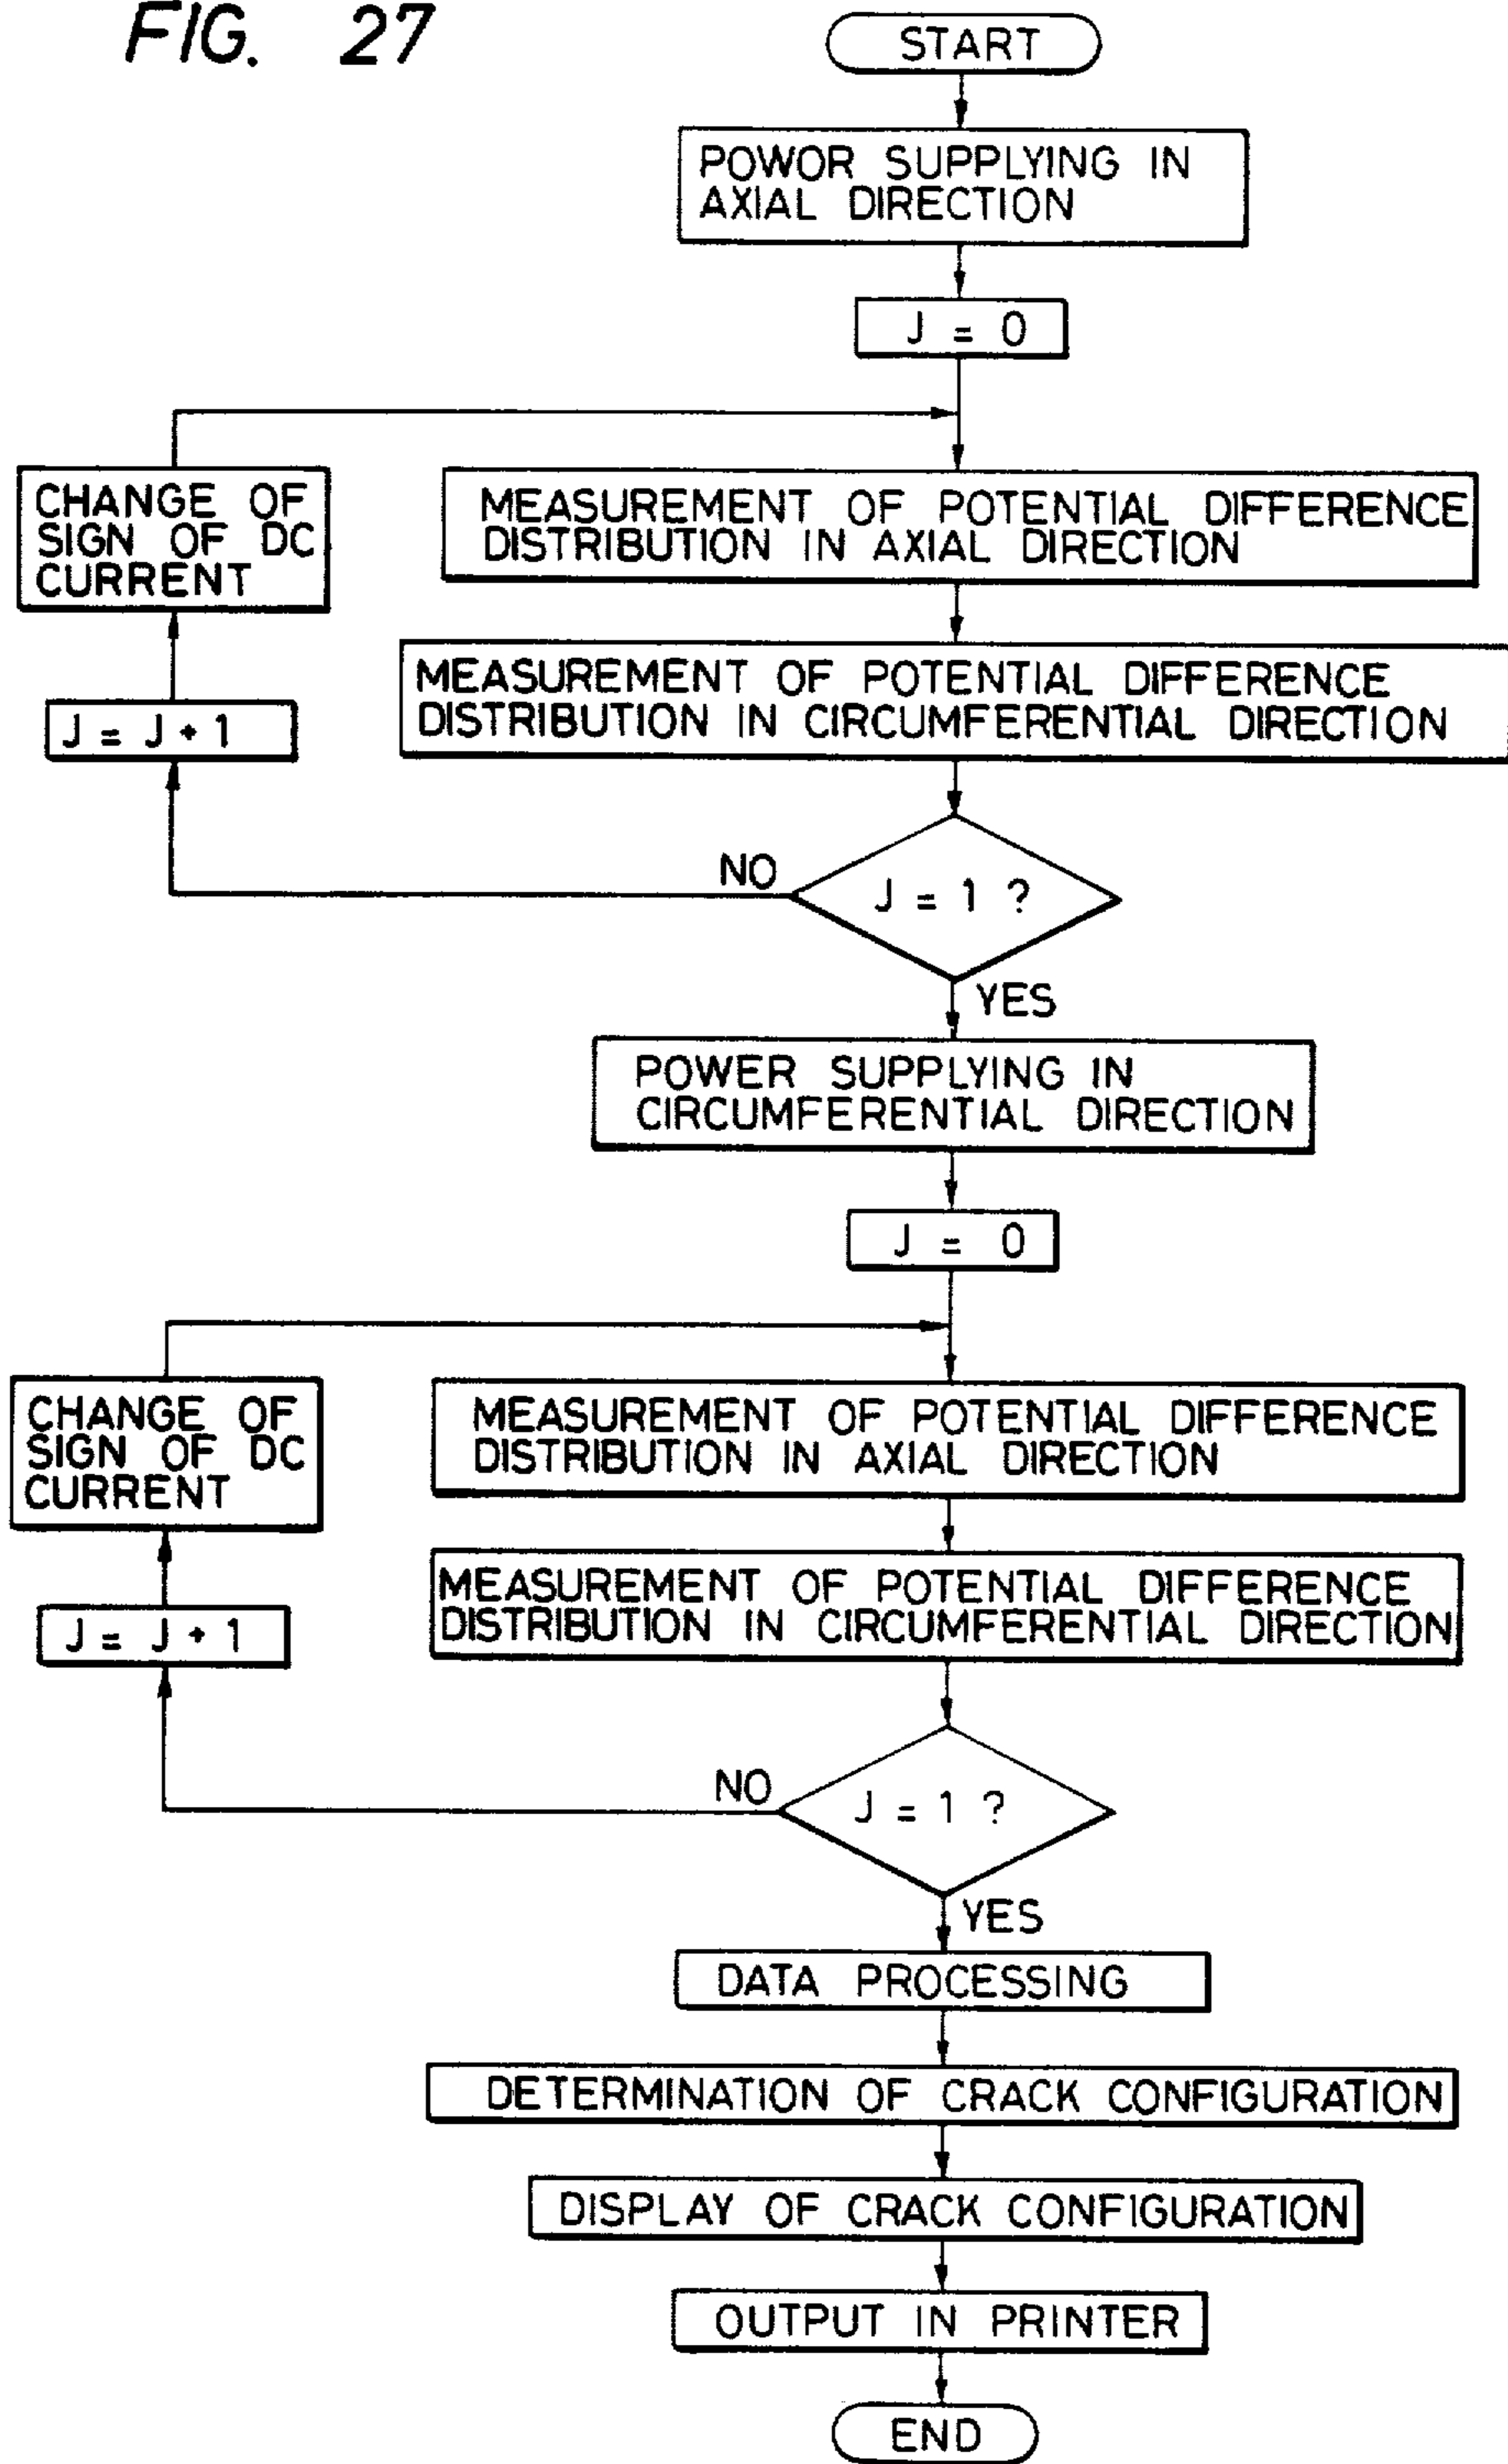 FIG. 27
START
POWOR SUPPLYING IN
AXIAL DIRECTION
J = 0
CHANGE OF
SIGN OF DC
CURRENT
MEASUREMENT OF POTENTIAL DIFFERENCE
DISTRIBUTION IN AXIAL DIRECTION
MEASUREMENT OF POTENTIAL DIFFERENCE
DISTRIBUTION IN CIRCUMFERENTIAL DIRECTION
J = J + 1
NO
J = 1 ?
YES
POWER SUPPLYING IN
CIRCUMFERENTIAL DIRECTION
J = 0
CHANGE OF
SIGN OF DC
CURRENT
MEASUREMENT OF POTENTIAL DIFFERENCE
DISTRIBUTION IN AXIAL DIRECTION
MEASUREMENT OF POTENTIAL DIFFERENCE
DISTRIBUTION IN CIRCUMFERENTIAL DIRECTION
J = J + 1
NO
J = 1 ?
YES
DATA PROCESSING
DETERMINATION OF CRACK CONFIGURATION
DISPLAY OF CRACK CONFIGURATION
OUTPUT IN PRINTER
END